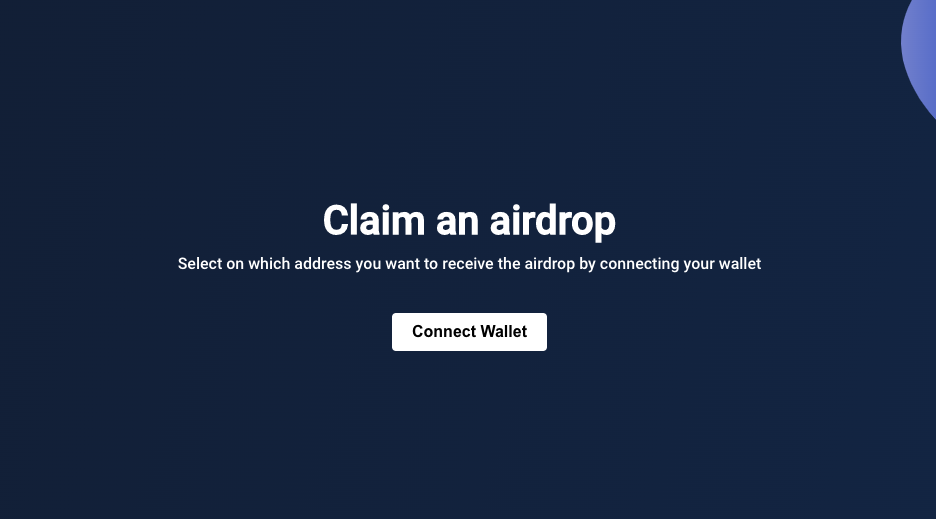 Claim an airdrop
Select on which address you want to receive the airdrop by connecting your wallet
Connect Wallet